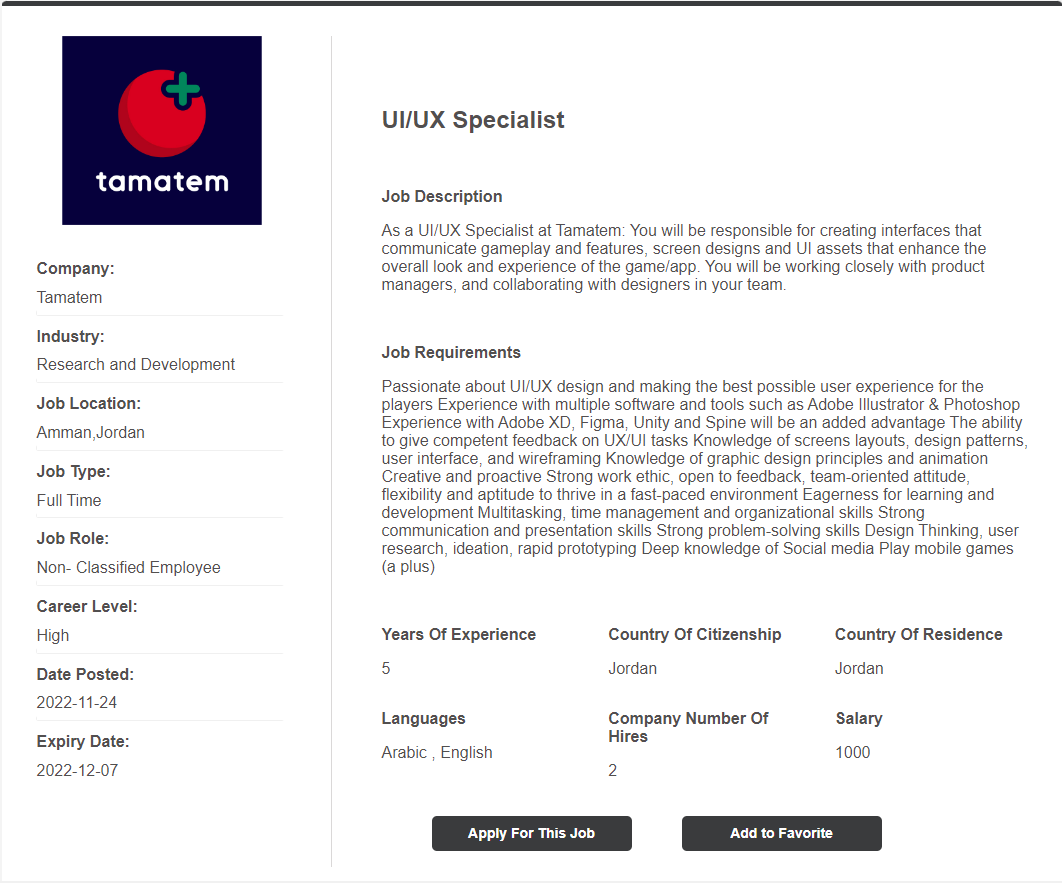 tamatem
Company:
Tamatem
Industry:
Research and Development
Job Location:
Amman,Jordan
Job Type:
Full Time
Job Role:
Non- Classified Employee
Career Level:
High
Date Posted:
2022-11-24
Expiry Date:
2022-12-07
UI/UX Specialist
Job Description
As a UI/UX Specialist at Tamatem: You will be responsible for creating interfaces that
communicate gameplay and features, screen designs and UI assets that enhance the
overall look and experience of the game/app. You will be working closely with product
managers, and collaborating with designers in your team.
Job Requirements
Passionate about UI/UX design and making the best possible user experience for the
players Experience with multiple software and tools such as Adobe Illustrator & Photoshop
Experience with Adobe XD, Figma, Unity and Spine will be an added advantage The ability
to give competent feedback on UX/UI tasks Knowledge of screens layouts, design patterns,
user interface, and wireframing Knowledge of graphic design principles and animation
Creative and proactive Strong work ethic, open to feedback, team-oriented attitude,
flexibility and aptitude to thrive in a fast-paced environment Eagerness for learning and
development Multitasking, time management and organizational skills Strong
communication and presentation skills Strong problem-solving skills Design Thinking, user
research, ideation, rapid prototyping Deep knowledge of Social media Play mobile games
(a plus)
Years Of Experience
5
Country Of Citizenship
Jordan
Country Of Residence
Jordan
Languages
Arabic , English
Company Number Of
Hires
2
Salary
1000
Apply For This Job
Add to Favorite